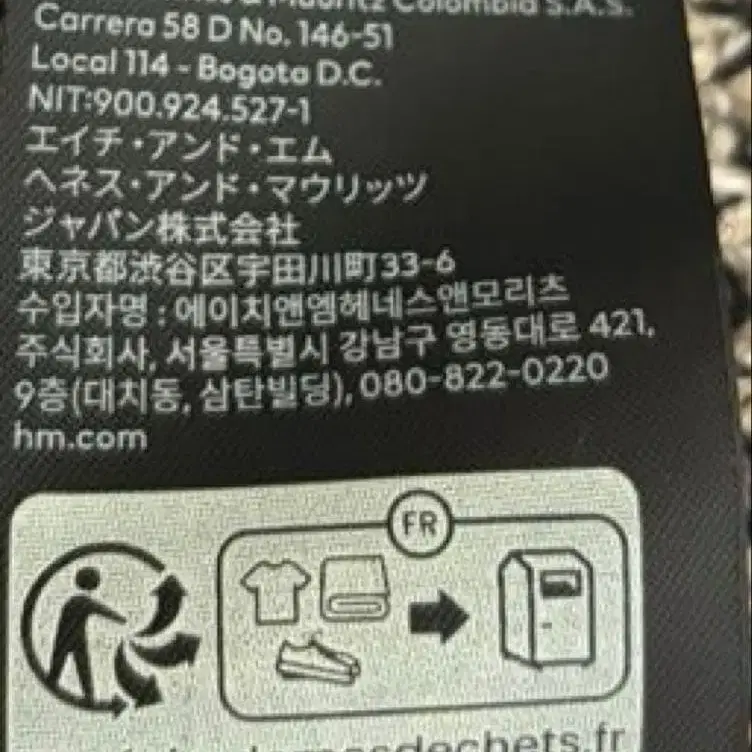 Mauritz Colombia S.A.S.
Carrera 58 D No. 146-51
Local 114 - Bogota D.C.
NIT:900.924.527-1
エイチ・アンド・エム
ヘネス・アンド・マウリッツ
ジャパン株式会社
東京都渋谷区宇田川町33-6
수입자명 : 에이치앤엠헤네스앤모리츠
주식회사, 서울특별시 강남구 영동대로 421,
9층(대치동, 삼탄빌딩), 080-822-0220
hm.com
FR